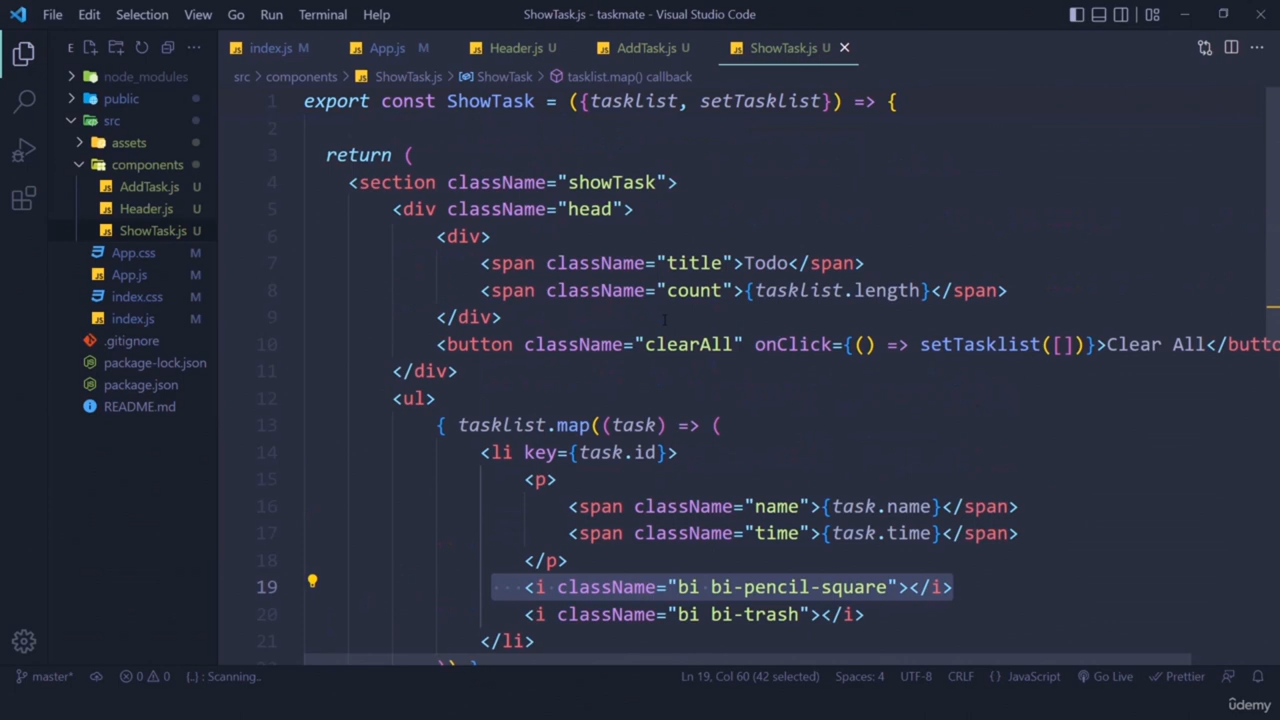 File Edit Selection View Go Run Terminal Help ShowTask.js - taskmate - Visual Studio Code
E
index.js M App.js M Header.js U AddTask.js U ShowTask.js U
node_modules
public
src
assets
components
AddTask.js U
Header.js U
ShowTask.js U
App.css M
App.js M
index.css M
index.js M
.gitignore
package-lock.json
package.json
README.md
src > components > ShowTask.js > ShowTask > tasklist.map() callback
1 export const ShowTask = ({tasklist, setTasklist}) => {
2
3 return (
4 <section className="showTask">
5 <div className="head">
6 <div>
7 <span className="title">Todo</span>
8 <span className="count">{tasklist.length}</span>
9 </div>
10 <button className="clearAll" onClick={() => setTasklist([])}>Clear All</butto
11 </div>
12 <ul>
13 { tasklist.map((task) => (
14 <li key={task.id}>
15 <p>
16 <span className="name">{task.name}</span>
17 <span className="time">{task.time}</span>
18 </p>
19 <i className="bi bi-pencil-square"></i>
20 <i className="bi bi-trash"></i>
21 </li>
master* 0 0 {..} : Scanning.. Ln 19, Col 60 (42 selected) Spaces: 4 UTF-8 CRLF {} JavaScript Go Live Prettier
udemy